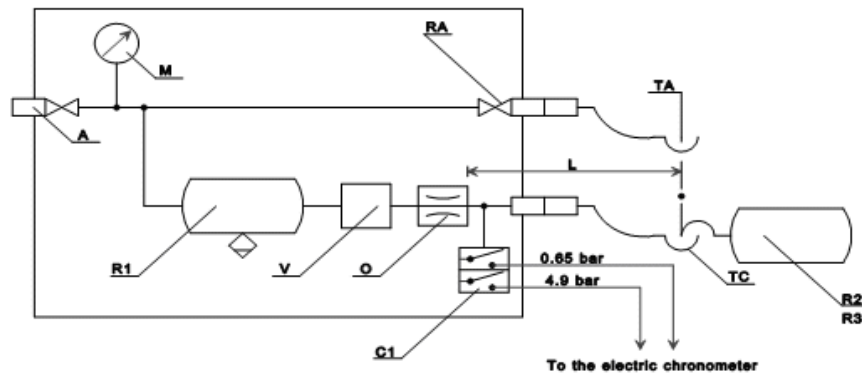 RA
M
TA
A
L
0.65 bar
4.9 bar
R1
V
O
TC
R2
R3
C1
To the electric chronometer